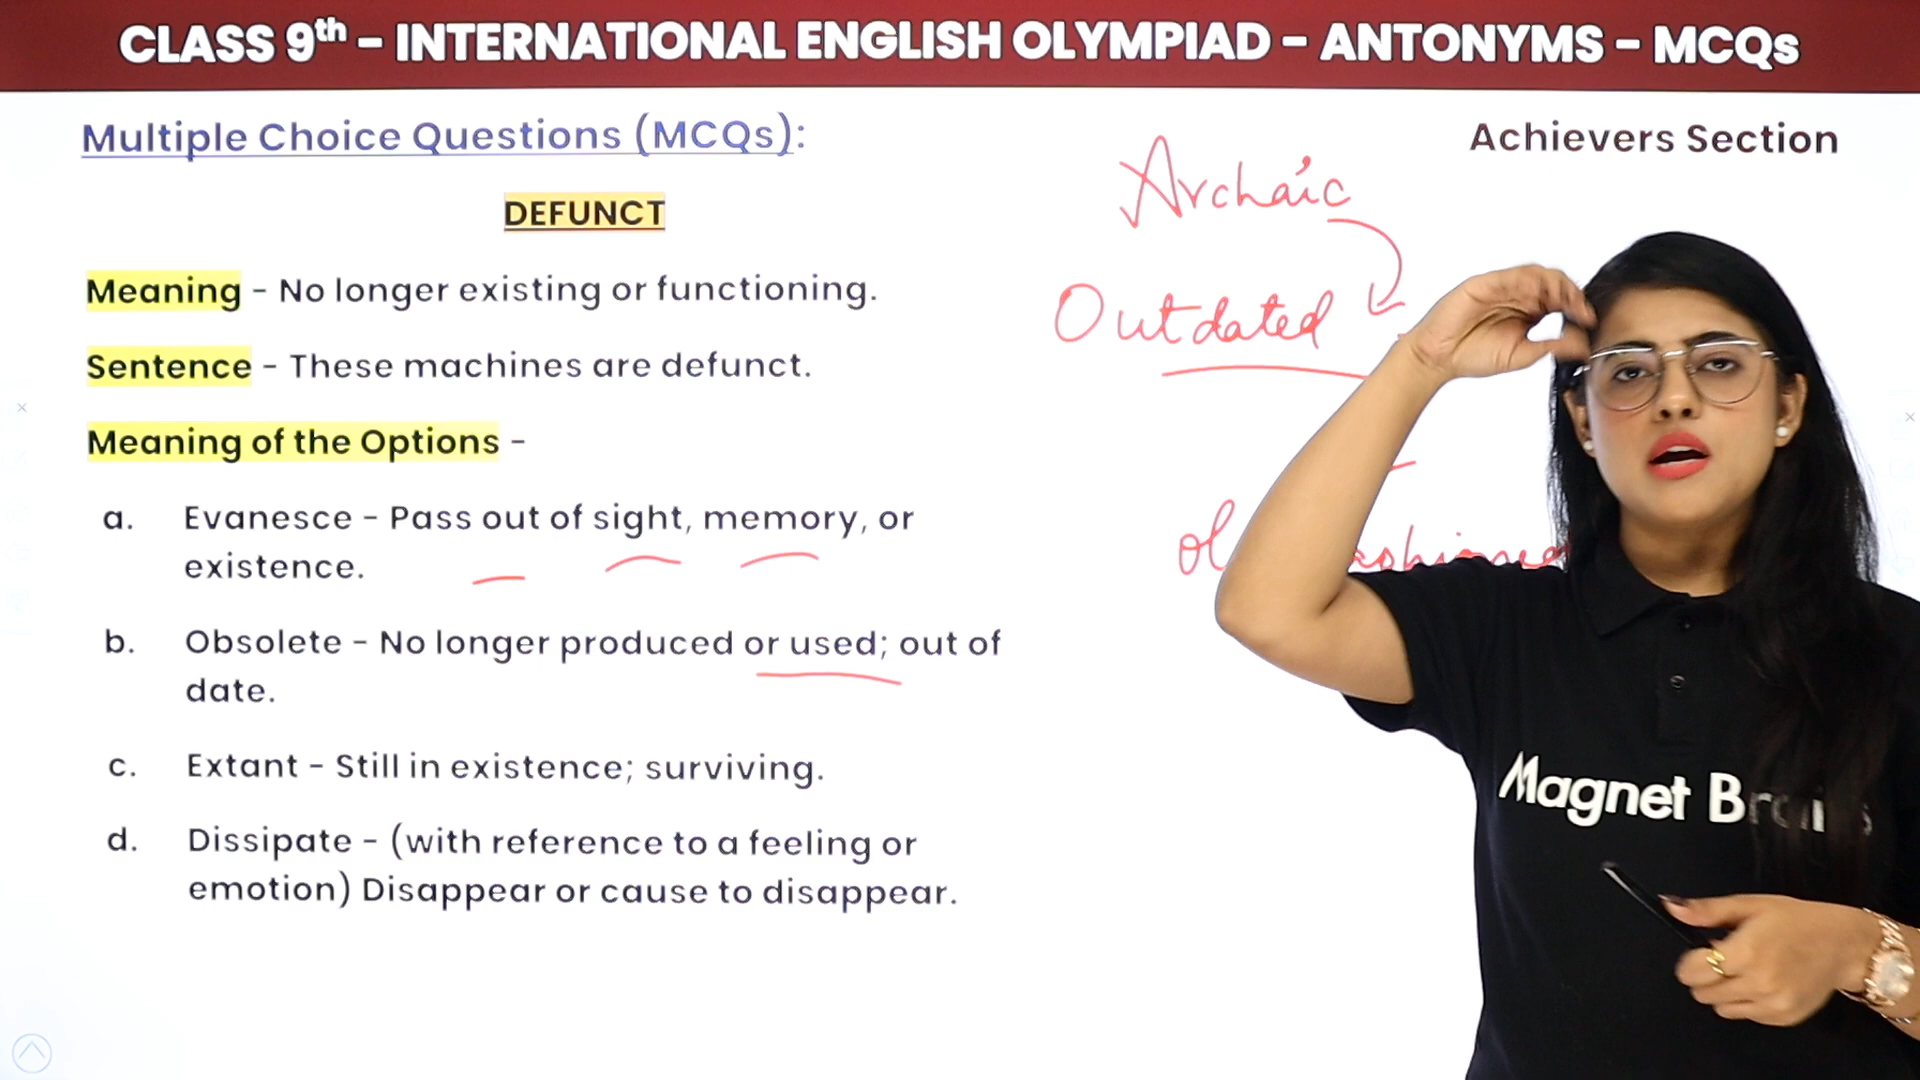 CLASS 9th – INTERNATIONAL ENGLISH OLYMPIAD – ANTONYMS – MCQs
Multiple Choice Questions (MCQs):
Achievers Section
DEFUNCT
Archaic
Meaning – No longer existing or functioning.
Outdated
Sentence – These machines are defunct.
Meaning of the Options –
a. Evanesce – Pass out of sight, memory, or
existence.
b. Obsolete – No longer produced or used; out of
date.
c. Extant – Still in existence; surviving.
d. Dissipate – (with reference to a feeling or
emotion) Disappear or cause to disappear.
Magnet